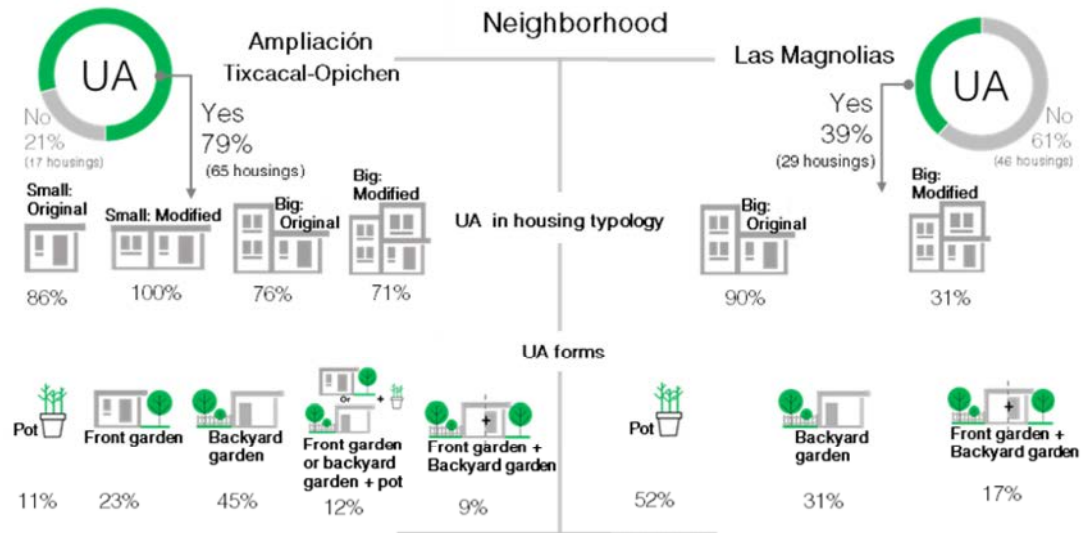 Neighborhood
Ampliación
Tixcacal-Opichen
UA
No
21%
(17 housings)
Yes
79%
(65 housings)
Las Magnolias
UA
Yes
39%
(29 housings)
No
61%
(46 housings)
UA in housing typology
Small:
Original
86%
Small: Modified
100%
Big:
Original
76%
Big:
Modified
71%
Big:
Original
90%
Big:
Modified
31%
UA forms
Pot
11%
Front garden
23%
Backyard
garden
45%
Or
+
Front garden
or backyard
garden + pot
12%
+
Front garden +
Backyard garden
9%
Pot
52%
Backyard
garden
31%
+
Front garden +
Backyard garden
17%